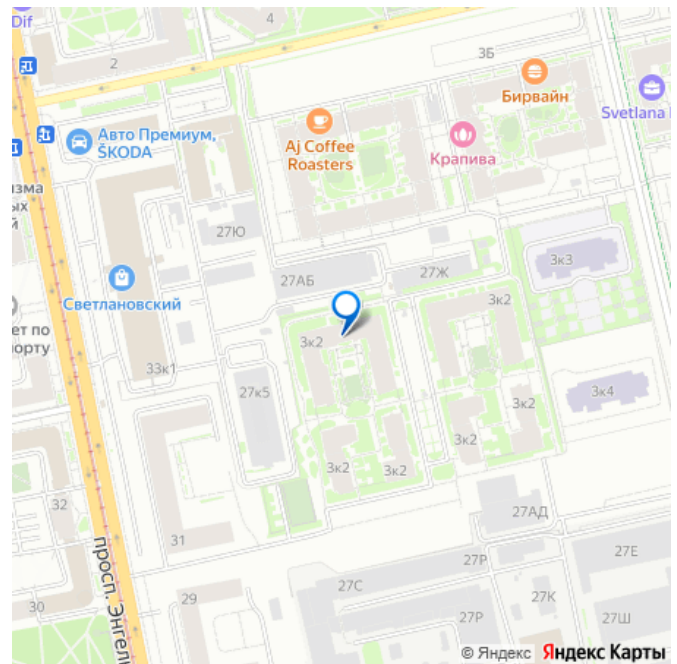 Dif
2
4
3Б
Бирвайн
Svetlana
Авто Премиум,
ŠKODA
Aj Coffee
Roasters
Крапива
27Ю
3к3
27АБ
27Ж
Светлановский
3к2
3к2
33к1
27к5
3к4
3к2
3к2
3к2
3к2
32
27АД
31
просп. Энгель
27Р
27Е
27С
27К
29
30
27Р
27Ш
© Яндекс Яндекс Карты